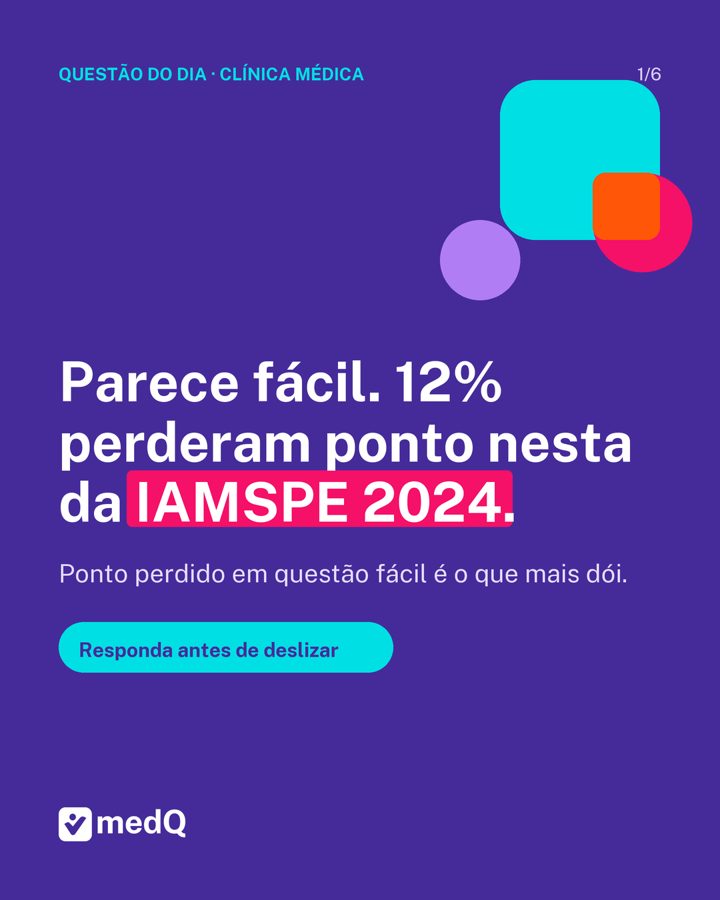 QUESTÃO DO DIA · CLÍNICA MÉDICA
1/6
Parece fácil. 12%
perderam ponto nesta
da IAMSPE 2024.
Ponto perdido em questão fácil é o que mais dói.
Responda antes de deslizar
medQ